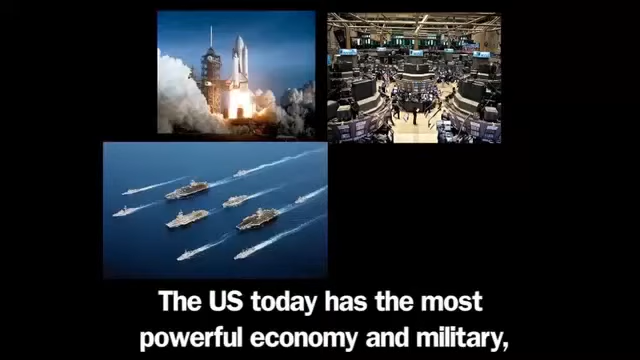 The US today has the most
powerful economy and military,